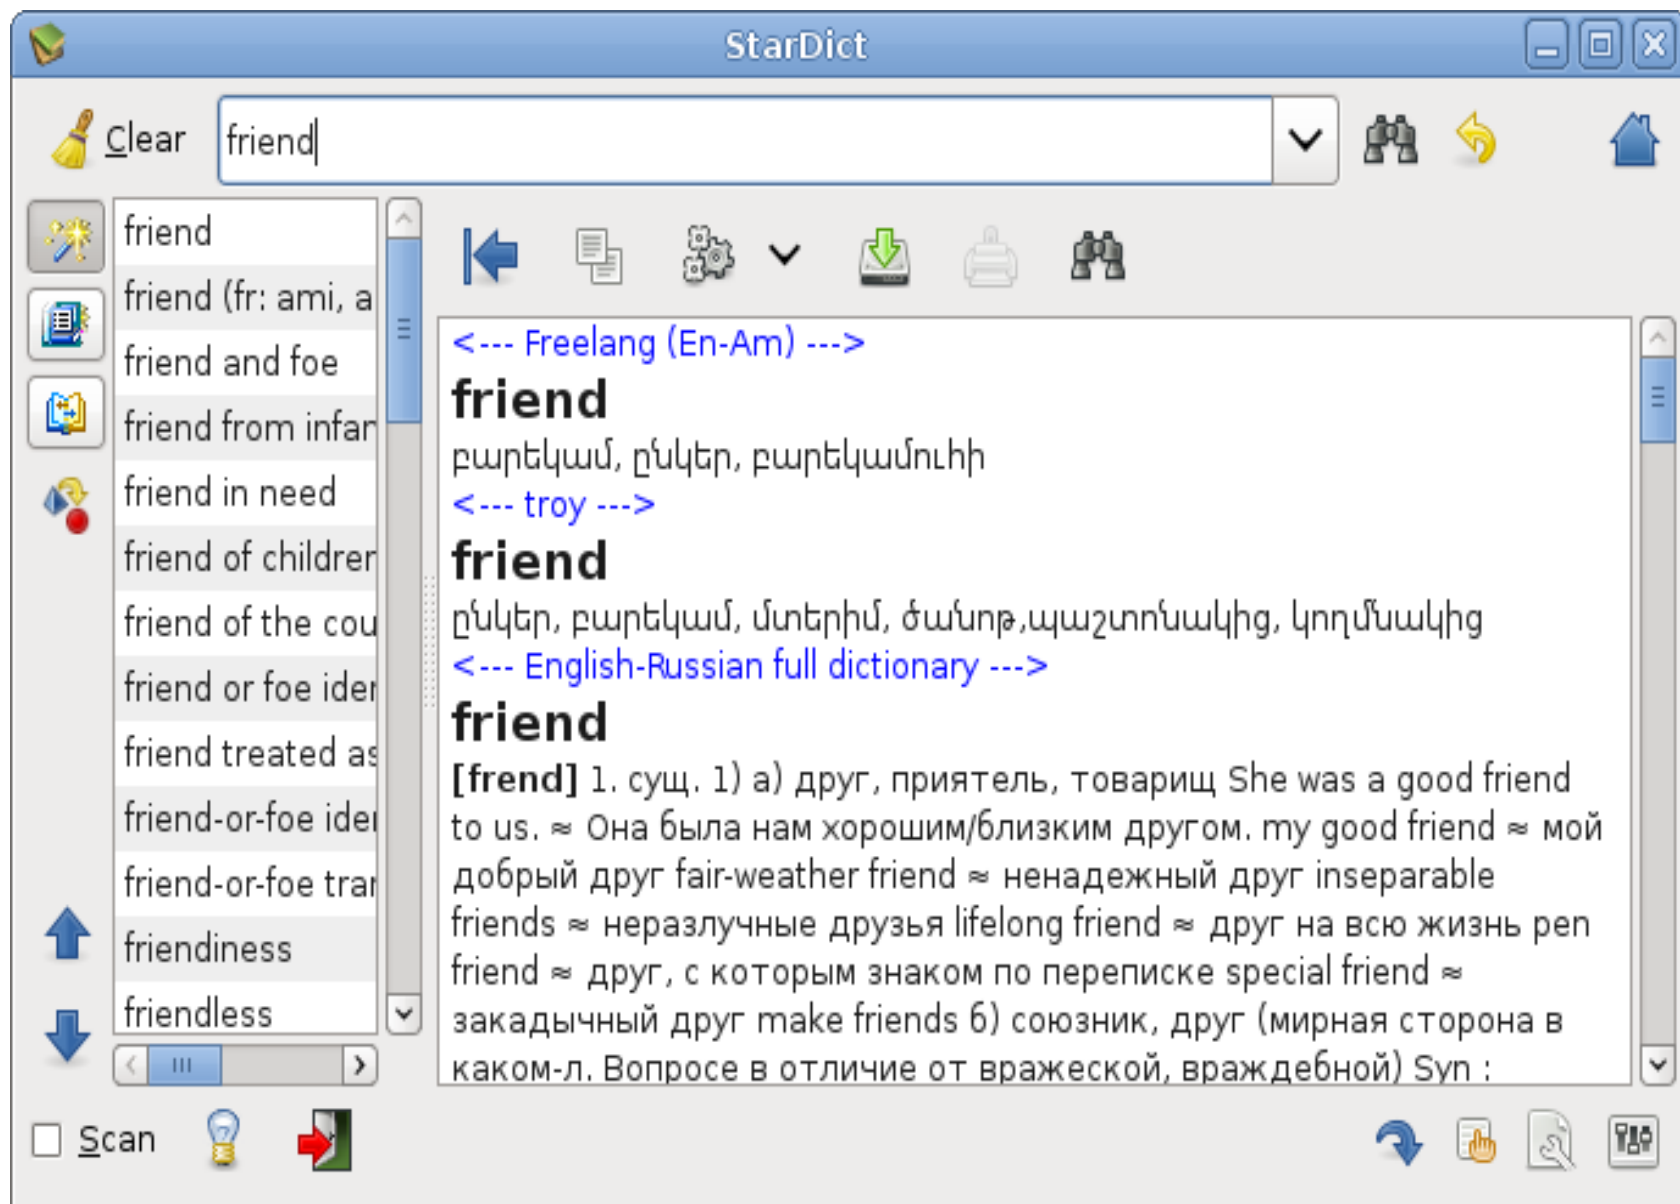 StarDict
Clear
friend
friend
friend (fr: ami, a
friend and foe
friend from infan
friend in need
friend of children
friend of the cou
friend or foe iden
friend treated as
friend-or-foe iden
friend-or-foe tran
friendiness
friendless
<--- Freelang (En-Am) --->
friend
բարեկամ, ընկեր, բարեկամուհի
<--- troy --->
friend
ընկեր, բարեկամ, մտերիմ, ծանոթ,պաշտոնակից, կողմնակից
<--- English-Russian full dictionary --->
friend
[frend] 1. сущ. 1) а) друг, приятель, товарищ She was a good friend
to us. ≈ Она была нам хорошим/близким другом. my good friend ≈ мой
добрый друг fair-weather friend ≈ ненадежный друг inseparable
friends ≈ неразлучные друзья lifelong friend ≈ друг на всю жизнь pen
friend ≈ друг, с которым знаком по переписке special friend ≈
закадычный друг make friends б) союзник, друг (мирная сторона в
каком-л. Вопросе в отличие от вражеской, враждебной) Syn :
Scan